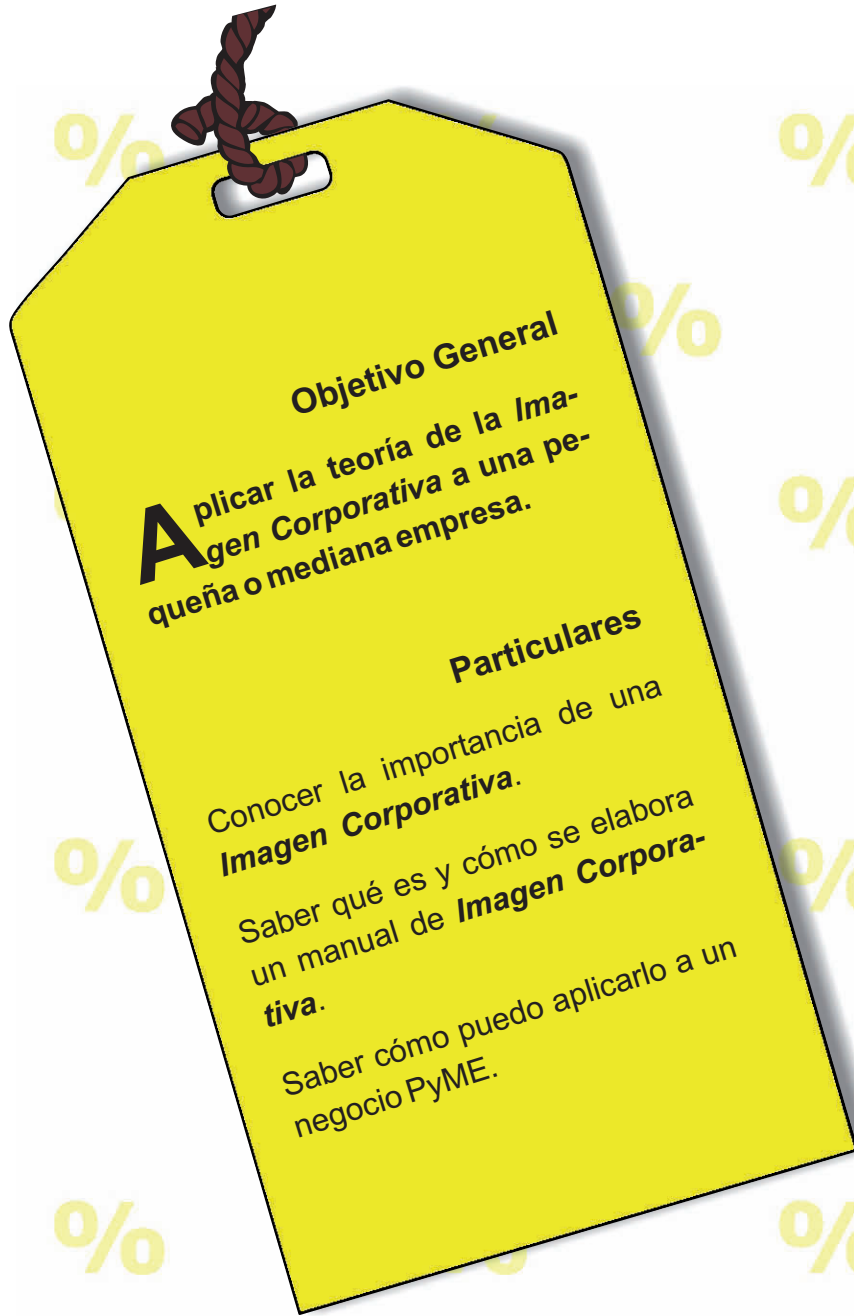 Objetivo General
Aplicar la teoría de la Ima-
gen Corporativa a una pe-
queña o mediana empresa.
Particulares
Conocer la importancia de una
Imagen Corporativa.
Saber qué es y cómo se elabora
un manual de Imagen Corpora-
tiva.
Saber cómo puedo aplicarlo a un
negocio PyME.
%
%
%
%
%
%
%
%